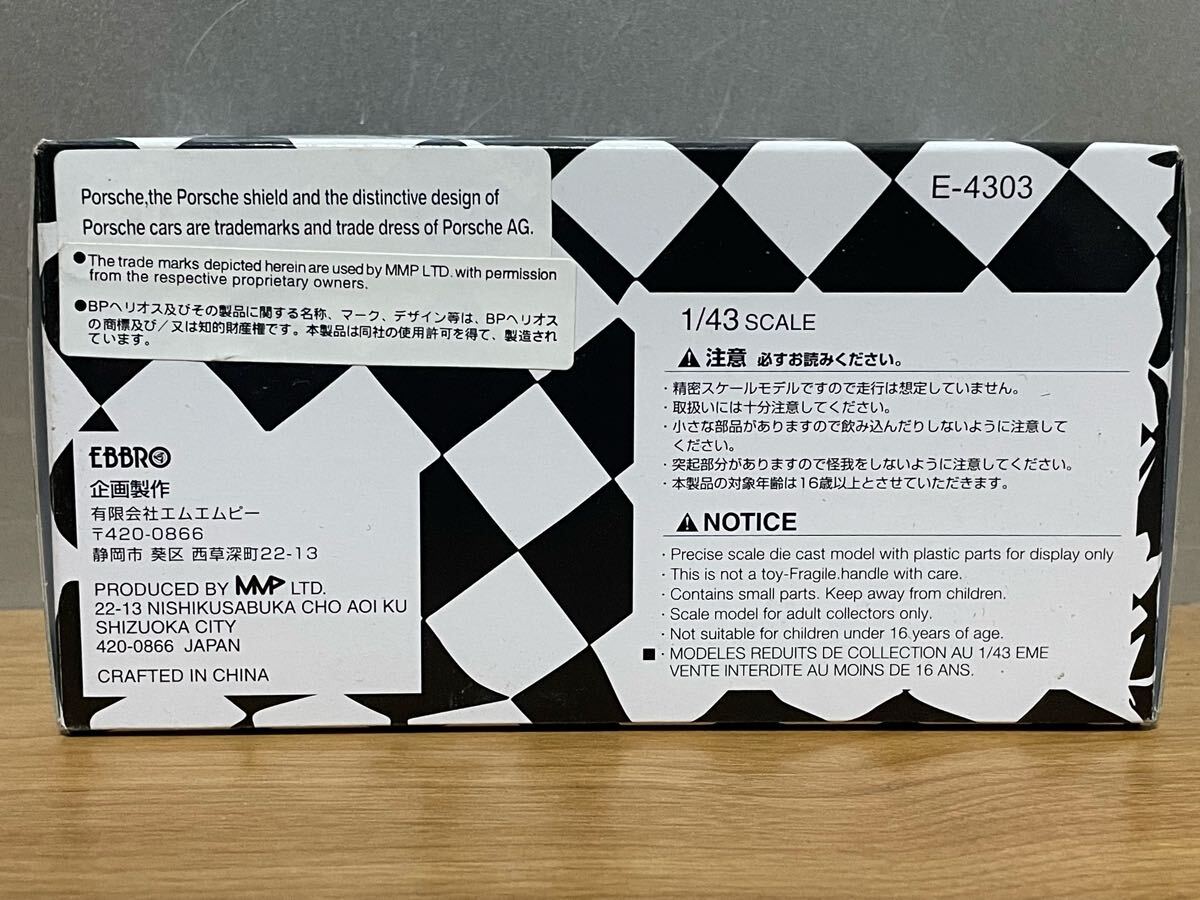 Porsche,the Porsche shield and the distinctive design of
Porsche cars are trademarks and trade dress of Porsche AG.
●The trade marks depicted herein are used by MMP LTD. with permission
from the respective proprietary owners.
●BPヘリオス及びその製品に関する名称、マーク、デザイン等は、BPヘリオス
の商標及び/又は知的財産権です。本製品は同社の使用許可を得て、製造され
ています。
EBBRO
企画製作
有限会社エムエムピー
〒420-0866
静岡市 葵区 西草深町22-13
PRODUCED BY MMP LTD.
22-13 NISHIKUSABUKA CHO AOI KU
SHIZUOKA CITY
420-0866 JAPAN
CRAFTED IN CHINA
E-4303
1/43 SCALE
⚠注意 必ずお読みください。
・精密スケールモデルですので走行は想定していません。
・取扱いには十分注意してください。
・小さな部品がありますので飲み込んだりしないように注意して
ください。
・突起部分がありますので怪我をしないように注意してください。
・本製品の対象年齢は16歳以上とさせていただきます。
⚠NOTICE
・Precise scale die cast model with plastic parts for display only
・This is not a toy-Fragile.handle with care.
・Contains small parts. Keep away from children.
・Scale model for adult collectors only.
・Not suitable for children under 16.years of age.
■・MODELES REDUITS DE COLLECTION AU 1/43 EME
VENTE INTERDITE AU MOINS DE 16 ANS.